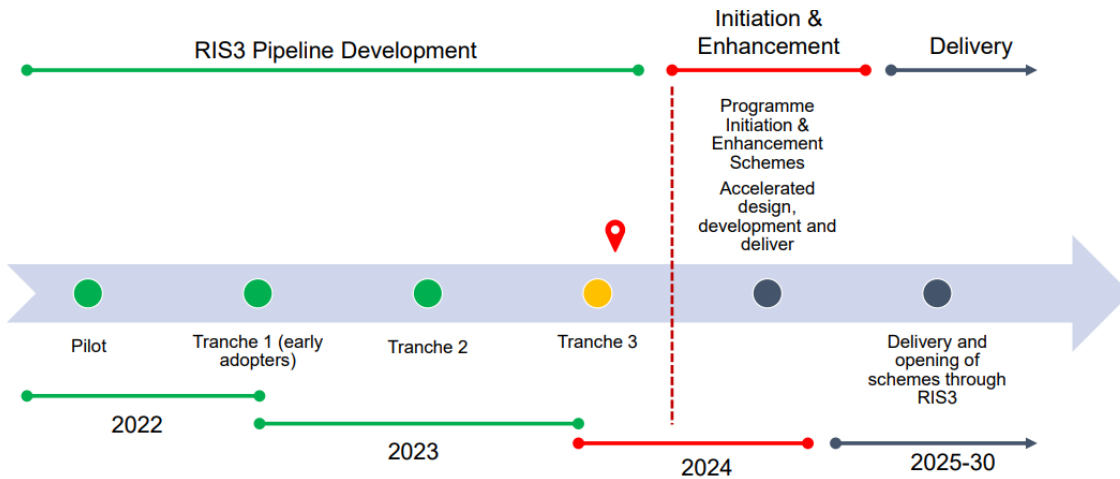 RIS3 Pipeline Development
Initiation &
Enhancement
Delivery
Programme
Initiation &
Enhancement
Schemes
Accelerated
design,
development and
deliver
Pilot
Tranche 1 (early
adopters)
Tranche 2
Tranche 3
Delivery and
opening of
schemes through
RIS3
2022
2023
2024
2025-30